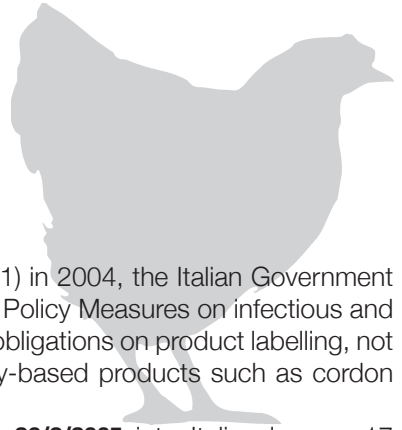 1) in 2004, the Italian Government
Policy Measures on infectious and
obligations on product labelling, not
y-based products such as cordon